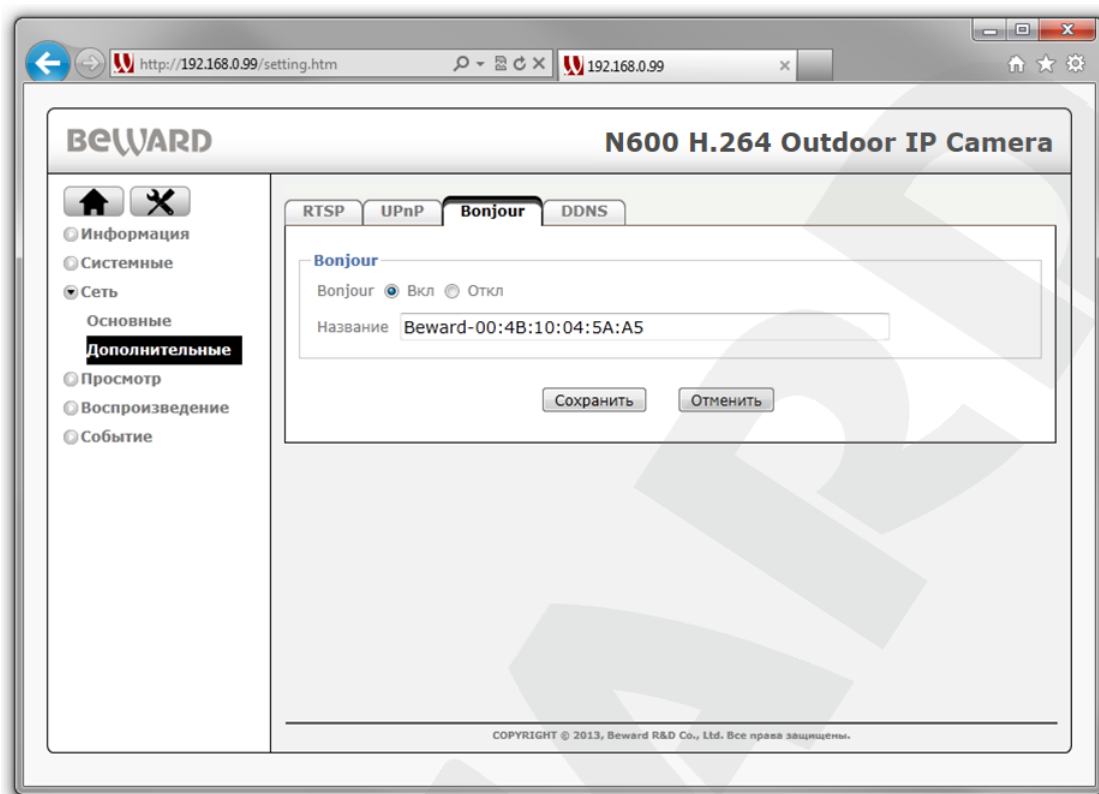 http://192.168.0.99/setting.htm
192.168.0.99
BEWARD
N600 H.264 Outdoor IP Camera
Информация
Системные
Сеть
Основные
Дополнительные
Просмотр
Воспроизведение
Событие
RTSP UPnP Bonjour DDNS
Bonjour
Bonjour Вкл Откл
Название Beward-00:4B:10:04:5A:A5
Сохранить Отменить
COPYRIGHT © 2013, Beward R&D Co., Ltd. Все права защищены.